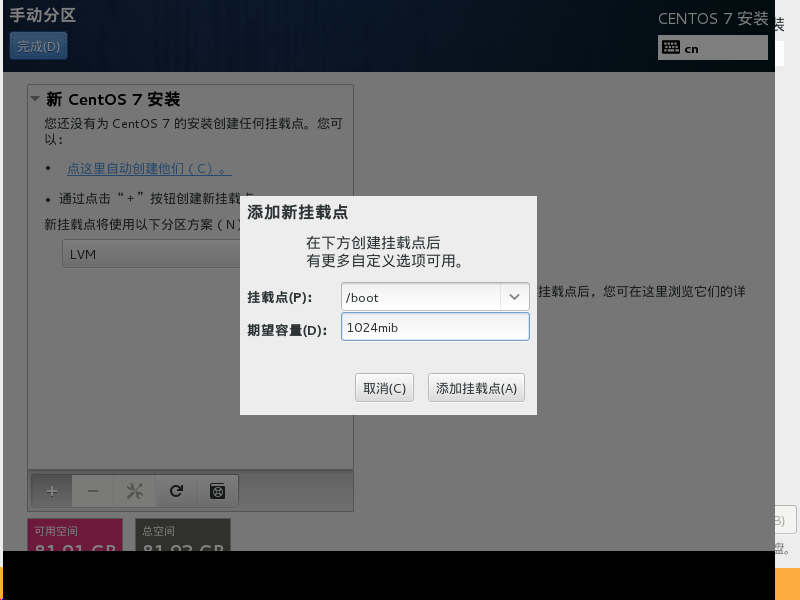 手动分区
完成(D)
CENTOS 7 安装
装
cn
新 CentOS 7 安装
您还没有为 CentOS 7 的安装创建任何挂载点。您可
以：
• 点这里自动创建他们（C）。
• 通过点击“+”按钮创建新挂载点
新挂载点将使用以下分区方案（N）
LVM
挂载点后，您可在这里浏览它们的详
添加新挂载点
在下方创建挂载点后
有更多自定义选项可用。
挂载点(P)：
/boot
期望容量(D)：
1024mib
取消(C)
添加挂载点(A)
可用空间
总空间
B)
盘。